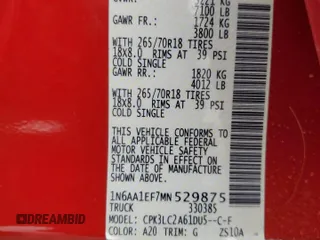 7100 LB
GAWR FR.: 1724 KG
3800 LB
WITH 265/70R18 TIRES
18X8.0 RIMS AT 39 PSI
COLD SINGLE
GAWR RR.: 1820 KG
4012 LB
WITH 265/70R18 TIRES
18X8.0 RIMS AT 39 PSI
COLD SINGLE
THIS VEHICLE CONFORMS TO ALL
APPLICABLE U.S. FEDERAL
MOTOR VEHICLE SAFETY
STANDARDS IN EFFECT ON THE
DATE OF MANUFACTURE SHOWN
ABOVE.
1N6AA1EF7MN529875
TRUCK 330385
MODEL: CPK3LC2A61DU5--C-F
COLOR: A20 TRIM: G ZS10A